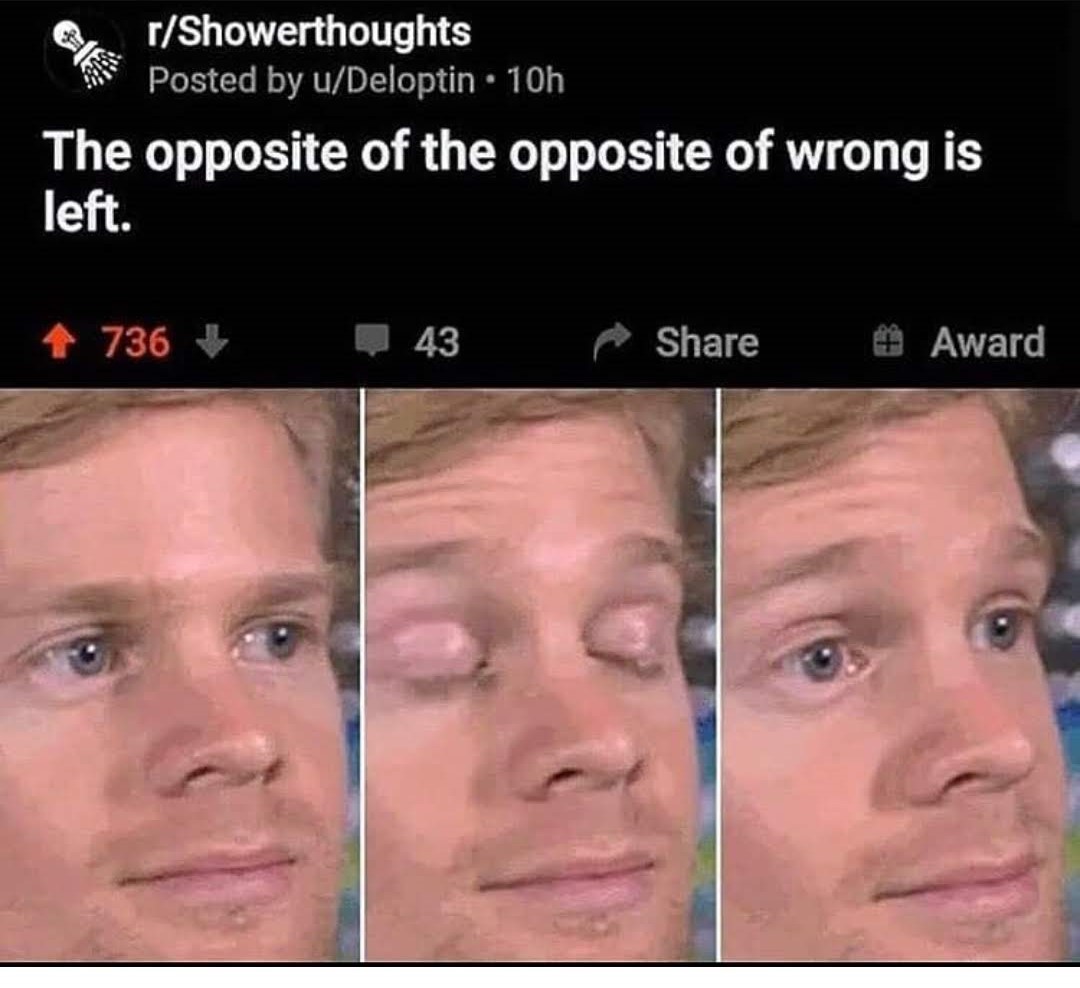 r/Showerthoughts
Posted by u/Deloptin • 10h
The opposite of the opposite of wrong is
left.
736 43 Share Award